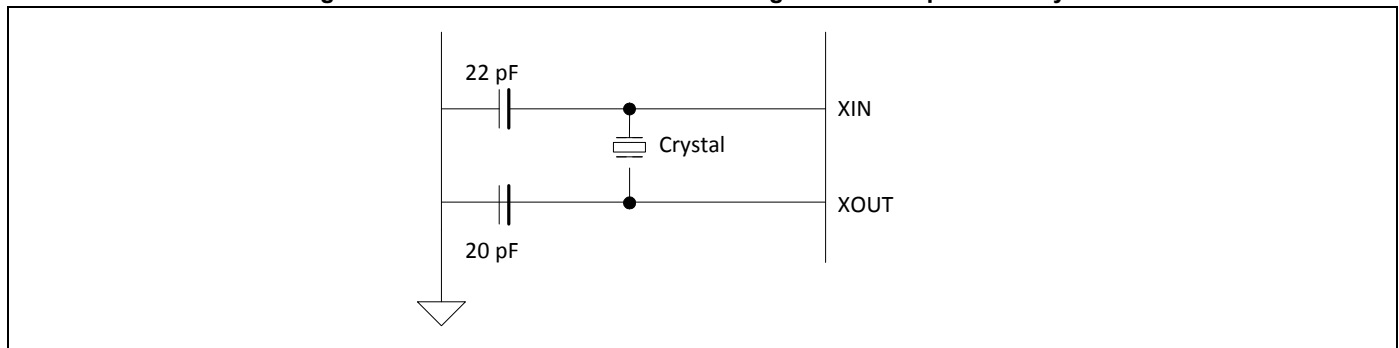 22 pF
XIN
Crystal
XOUT
20 pF